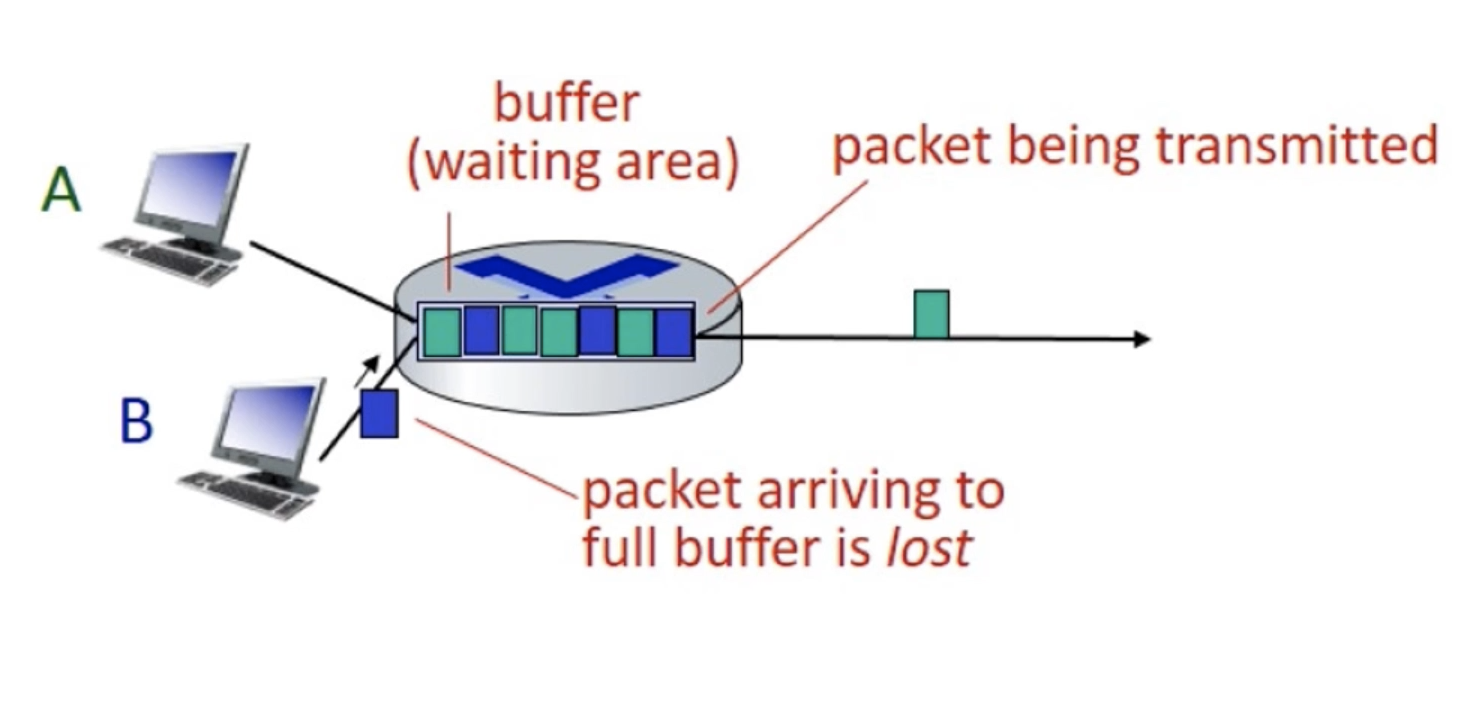 buffer
(waiting area)
packet being transmitted
A
B
packet arriving to
full buffer is lost